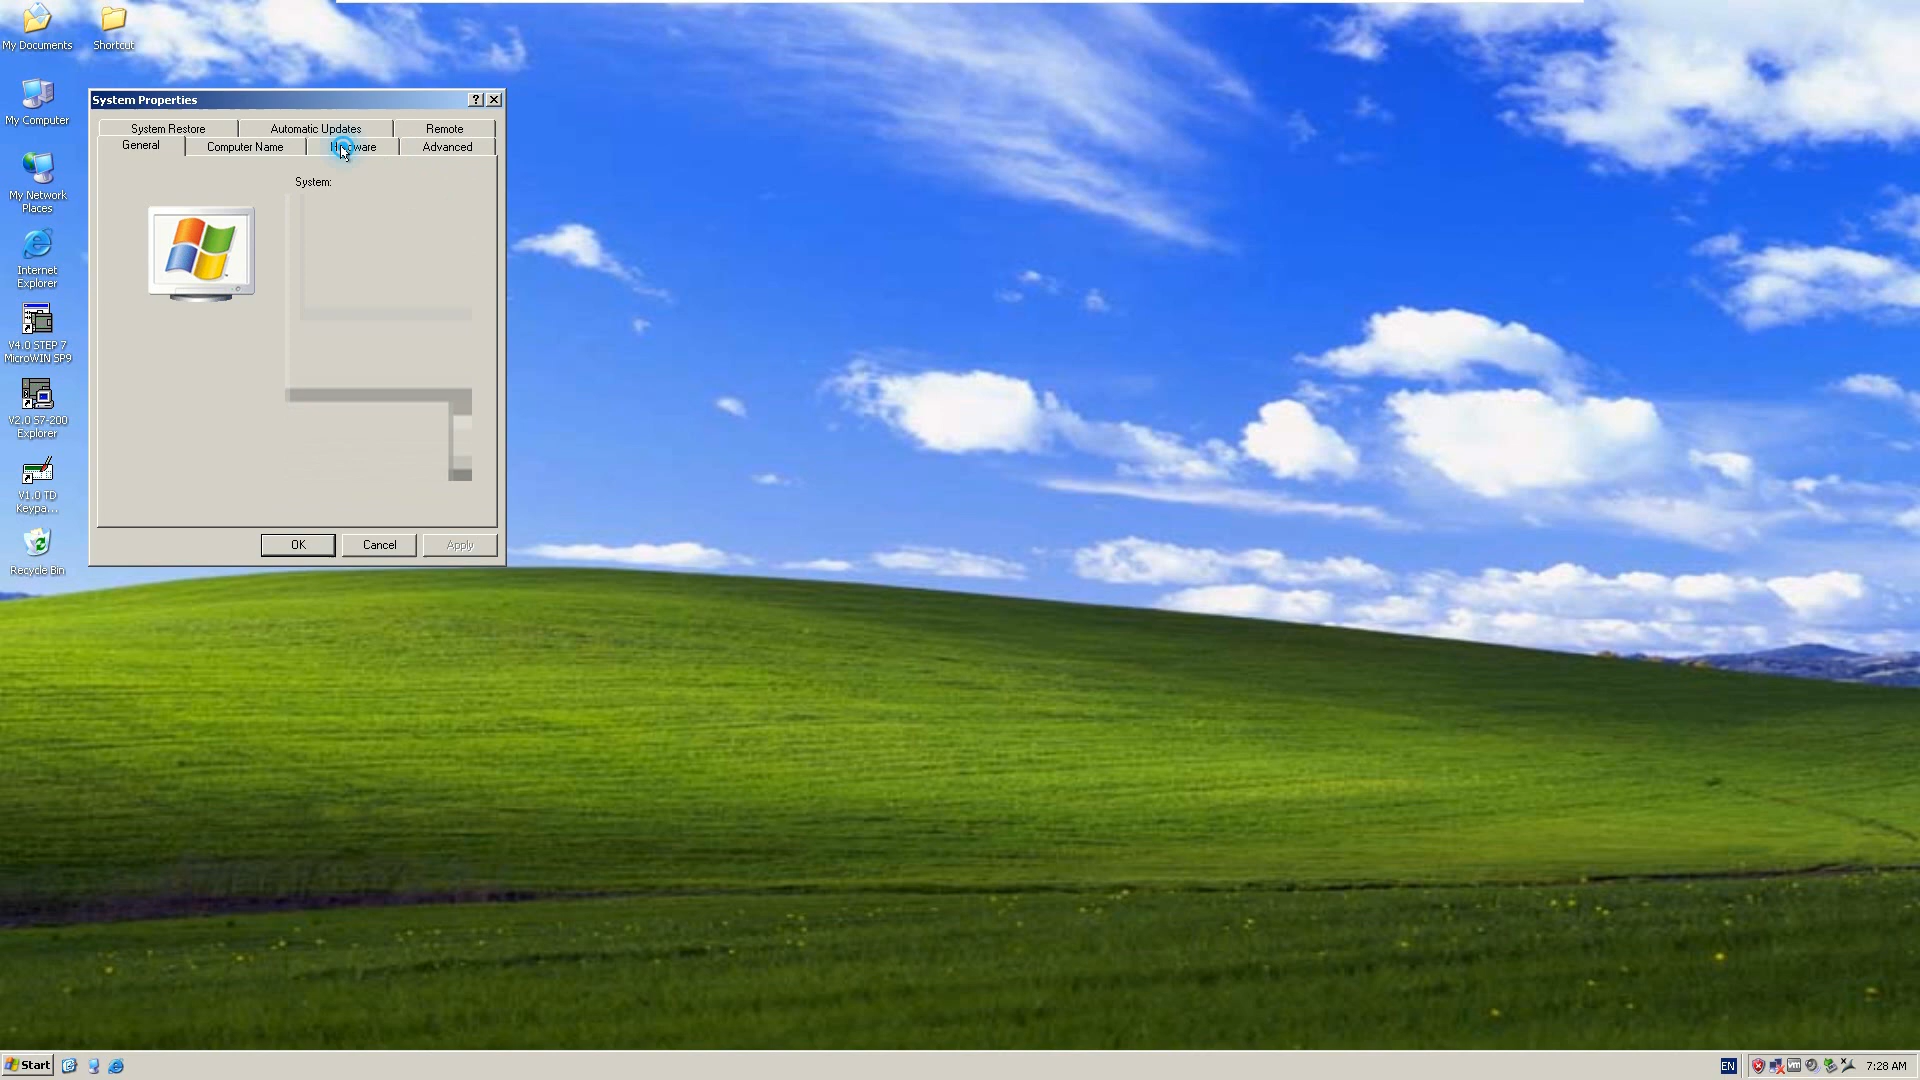 My Documents
Shortcut
My Computer
My Network
Places
Internet
Explorer
V4.0 STEP 7
MicroWIN SP9
V2.0 S7-200
Explorer
V1.0 TD
Keypa...
Recycle Bin
System Properties
System Restore
Automatic Updates
Remote
General
Computer Name
Hardware
Advanced
System:
OK
Cancel
Apply
Start
EN
7:28 AM